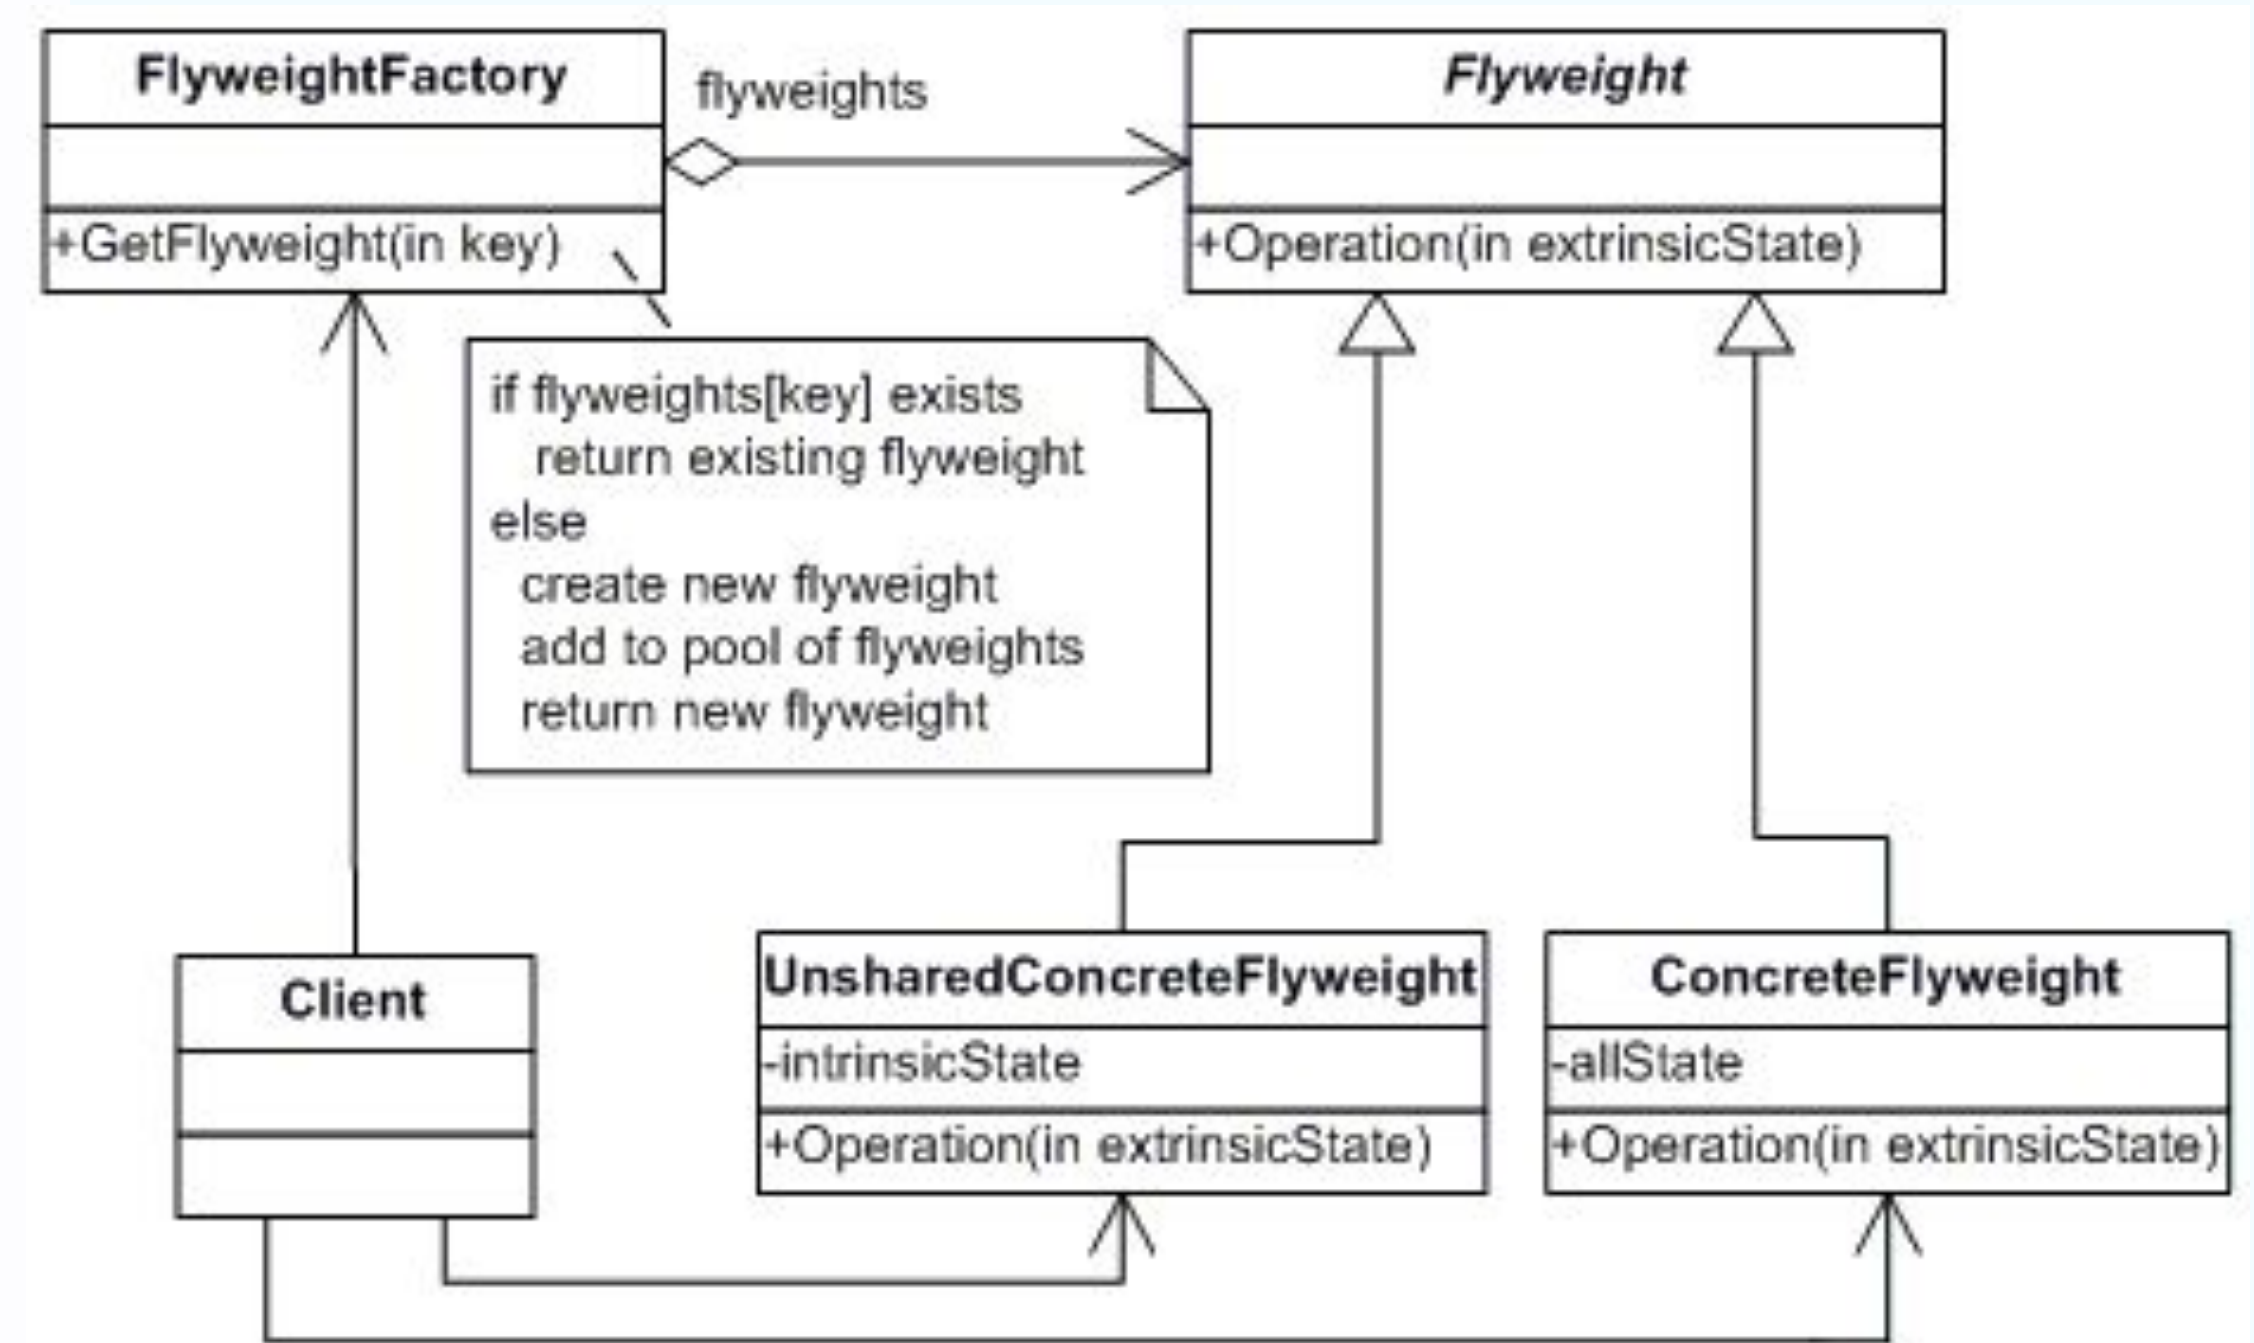 FlyweightFactory
+GetFlyweight(in key)
flyweights
Flyweight
+Operation(in extrinsicState)
if flyweights[key] exists
return existing flyweight
else
create new flyweight
add to pool of flyweights
return new flyweight
Client
UnsharedConcreteFlyweight
-intrinsicState
+Operation(in extrinsicState)
ConcreteFlyweight
-allState
+Operation(in extrinsicState)